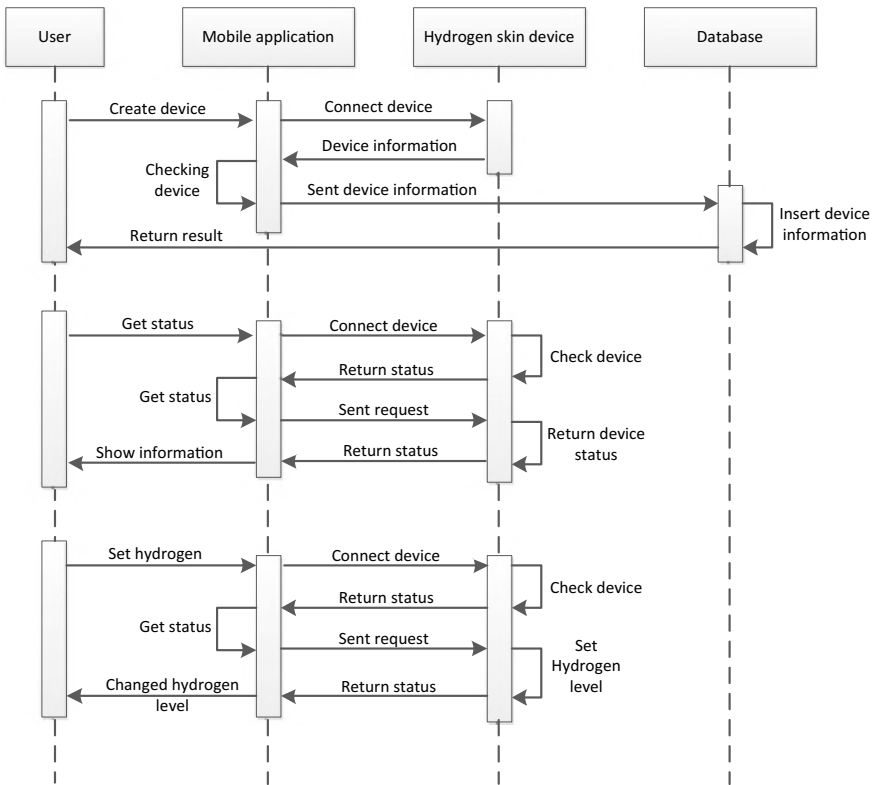 User
Mobile application
Hydrogen skin device
Database
Create device
Connect device
Device information
Checking
device
Sent device information
Insert device
information
Return result
Get status
Connect device
Check device
Return status
Get status
Sent request
Return device
status
Show information
Return status
Set hydrogen
Connect device
Check device
Return status
Get status
Sent request
Set
Hydrogen
level
Changed hydrogen
level
Return status